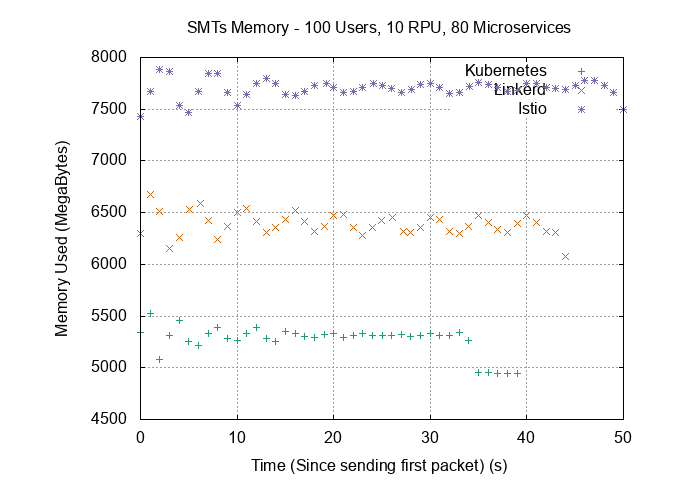 SMTs Memory - 100 Users, 10 RPU, 80 Microservices
8000
7500
7000
6500
6000
5500
5000
4500
Memory Used (MegaBytes)
Kubernetes
Linkerd
Istio
0 10 20 30 40 50
Time (Since sending first packet) (s)